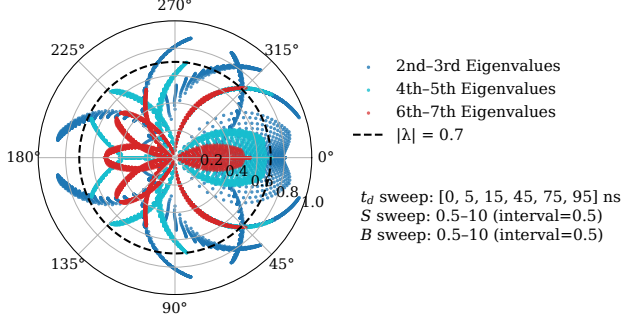 270°
225°
315°
2nd–3rd Eigenvalues
4th–5th Eigenvalues
6th–7th Eigenvalues
|λ| = 0.7
180°
0°
0.2
0.4
0.8
1.0
t_d sweep: [0, 5, 15, 45, 75, 95] ns
S sweep: 0.5–10 (interval=0.5)
B sweep: 0.5–10 (interval=0.5)
135°
45°
90°